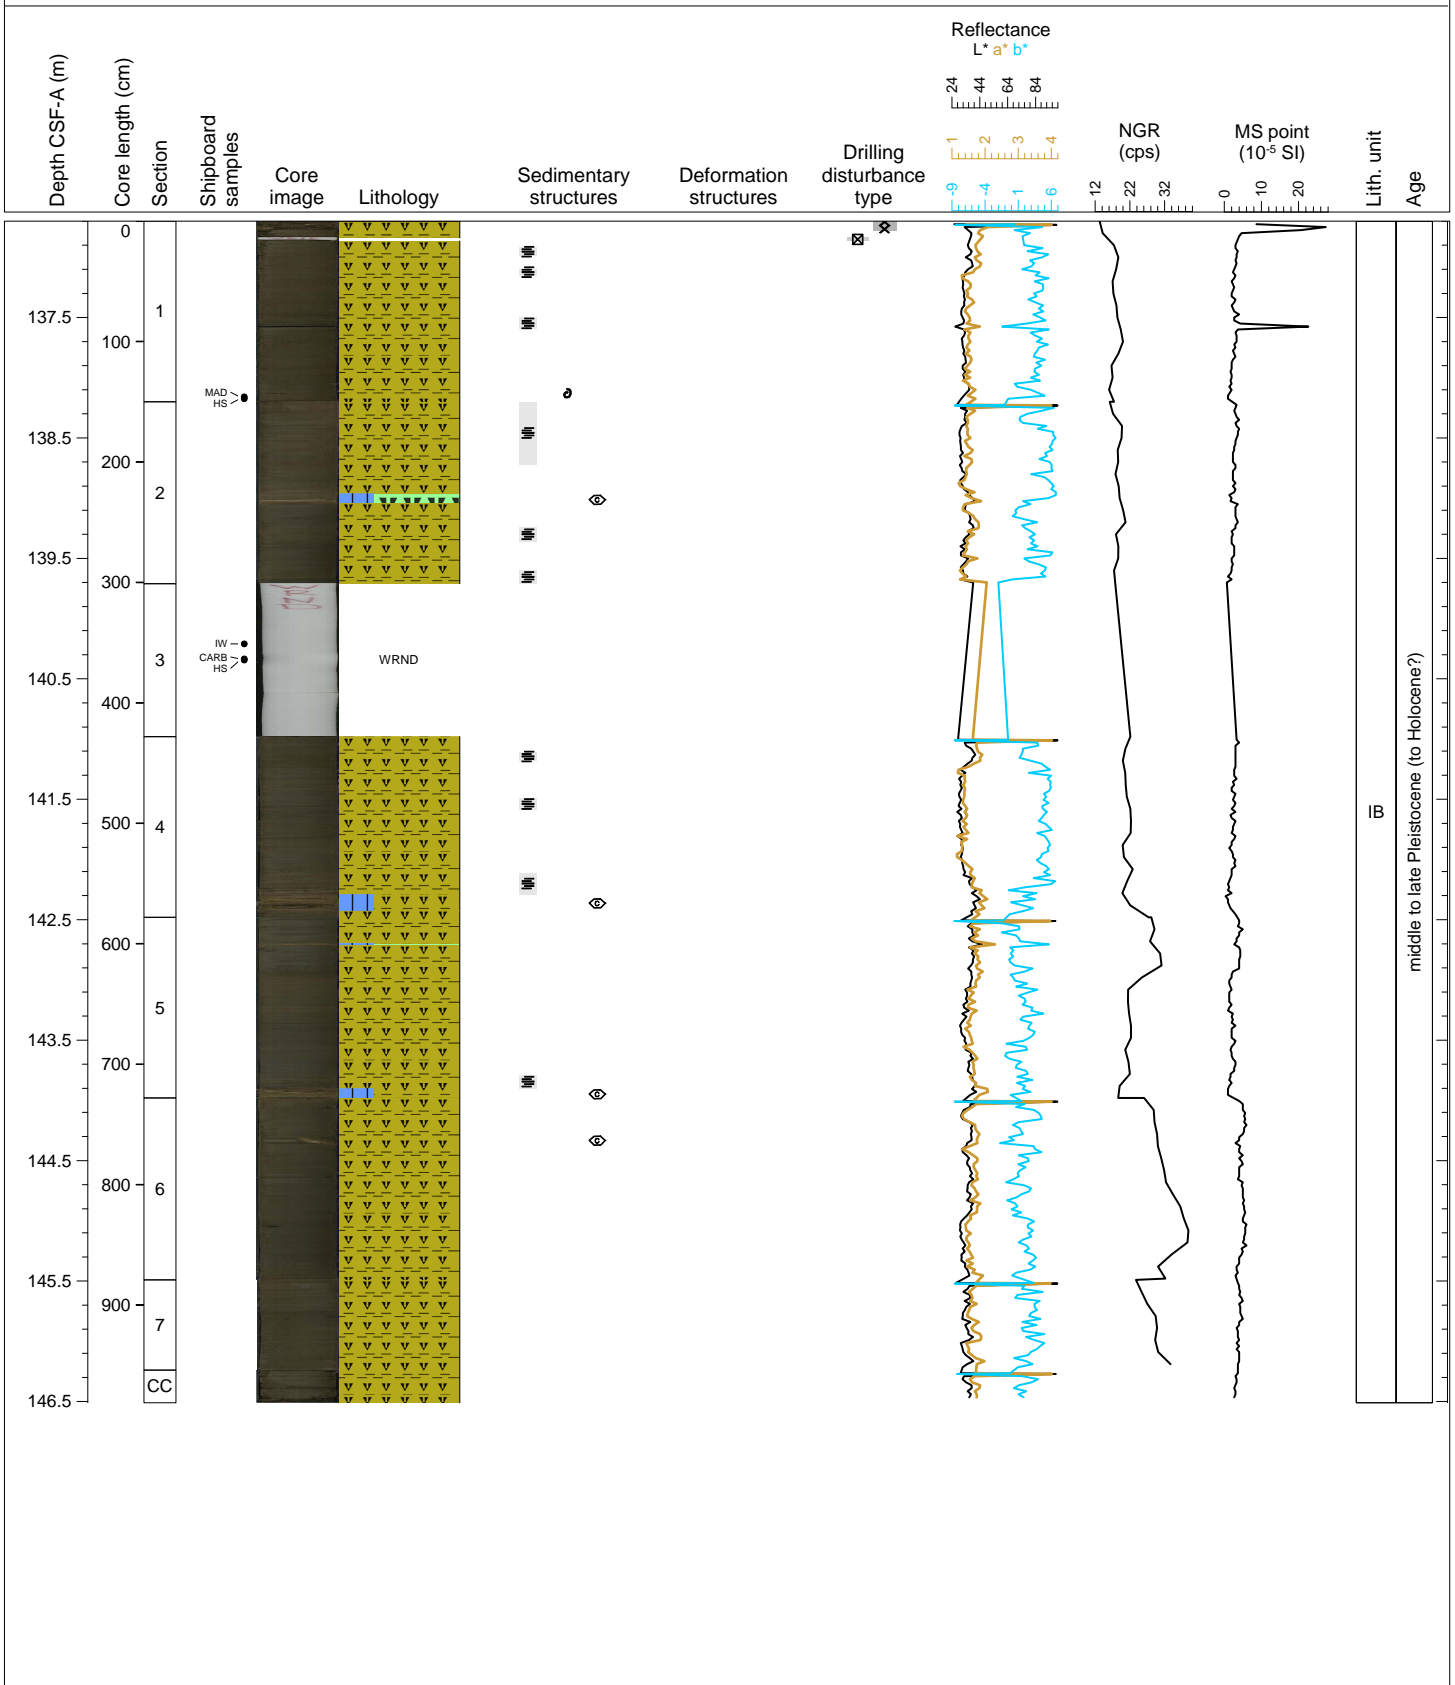 Depth CSF-A (m)
Core length (cm)
Section
Shipboard
samples
Core
image
Lithology
Sedimentary
structures
Deformation
structures
Drilling
disturbance
type
Reflectance
L* a* b*
24 44 64 84
1 2 3 4
-9 -4 1 6
NGR
(cps)
12 22 32
MS point
(10-5 SI)
0 10 20
Lith. unit
Age
0
1
137.5
100
MAD
HS
138.5
200
2
c
139.5
300
IW
CARB
HS
3
WRND
140.5
400
141.5
500
4
IB
middle to late Pleistocene (to Holocene?)
c
142.5
600
5
143.5
700
c
c
144.5
800
6
145.5
900
7
CC
146.5